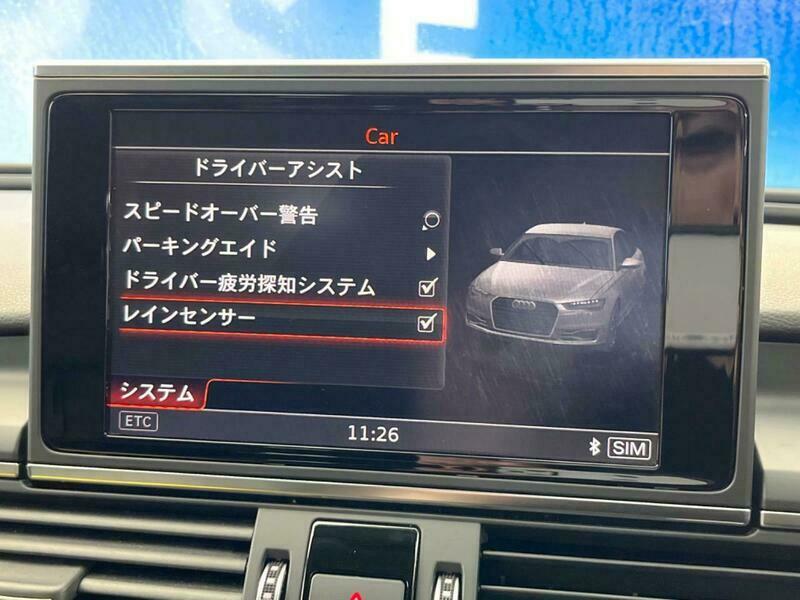 Car
ドライバーアシスト
スピードオーバー警告
パーキングエイド
ドライバー疲労探知システム
レインセンサー
システム
ETC
11:26
SIM